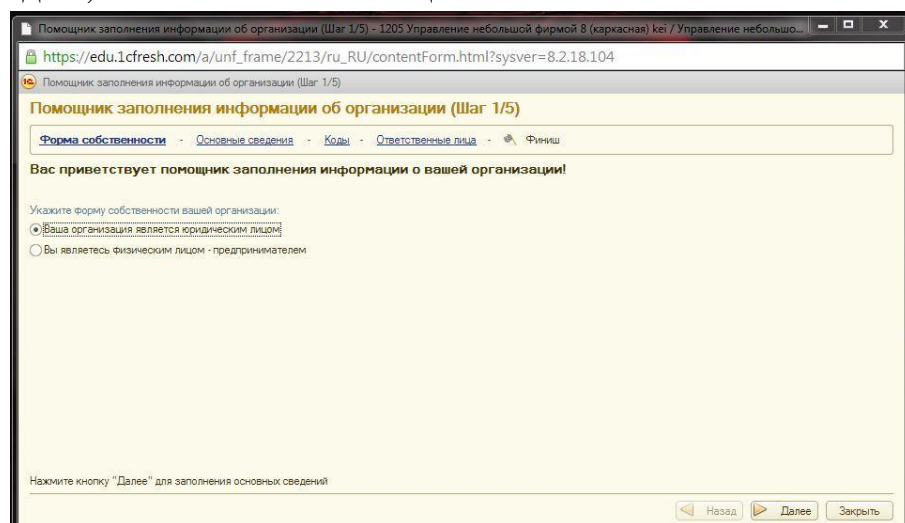 Помощник заполнения информации об организации (Шаг 1/5) - 1205 Управление небольшой фирмой 8 (каркасная) kei / Управление небольшо...
https://edu.1cfresh.com/a/unf_frame/2213/ru_RU/contentForm.html?sysver=8.2.18.104
Помощник заполнения информации об организации (Шаг 1/5)
Помощник заполнения информации об организации (Шаг 1/5)
Форма собственности - Основные сведения - Коды - Ответственные лица - Финиш
Вас приветствует помощник заполнения информации о вашей организации!
Укажите форму собственности вашей организации:
Ваша организация является юридическим лицом
Вы являетесь физическим лицом - предпринимателем
Нажмите кнопку "Далее" для заполнения основных сведений
Назад Далее Закрыть